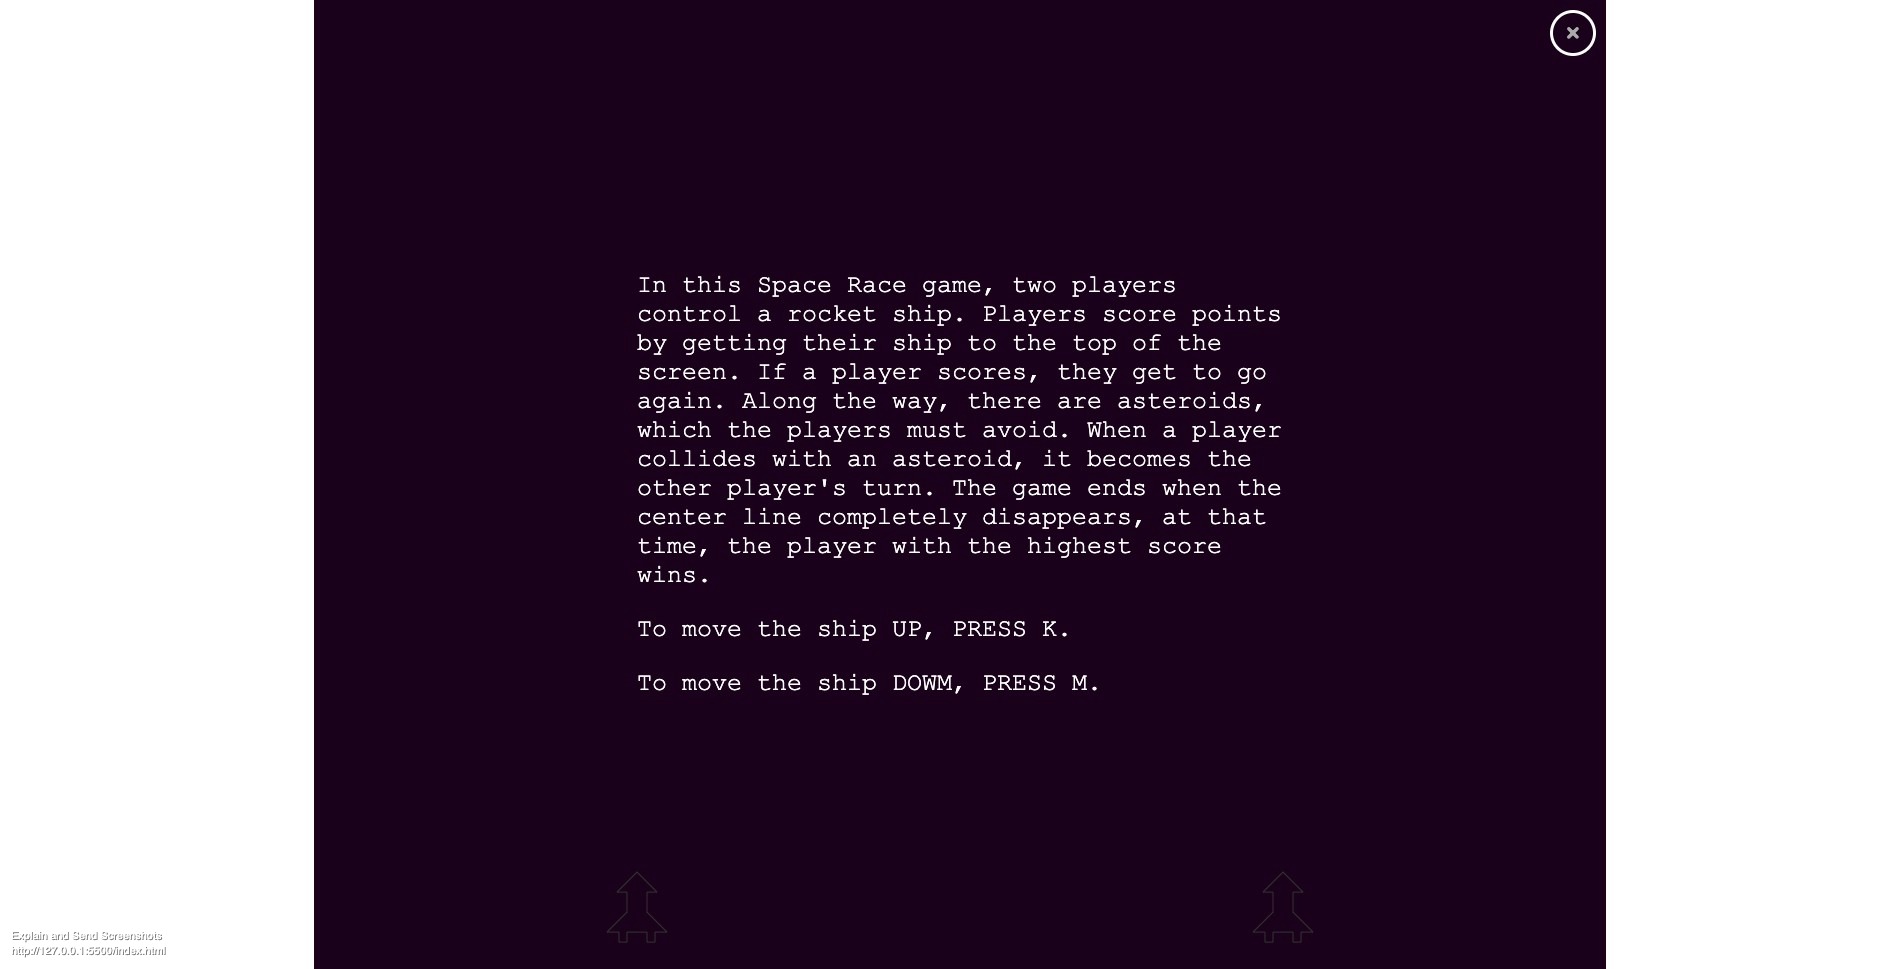 In this Space Race game, two players
control a rocket ship. Players score points
by getting their ship to the top of the
screen. If a player scores, they get to go
again. Along the way, there are asteroids,
which the players must avoid. When a player
collides with an asteroid, it becomes the
other player's turn. The game ends when the
center line completely disappears, at that
time, the player with the highest score
wins.
To move the ship UP, PRESS K.
To move the ship DOWM, PRESS M.
Explain and Send Screenshots
http://127.0.0.1:5500/index.html